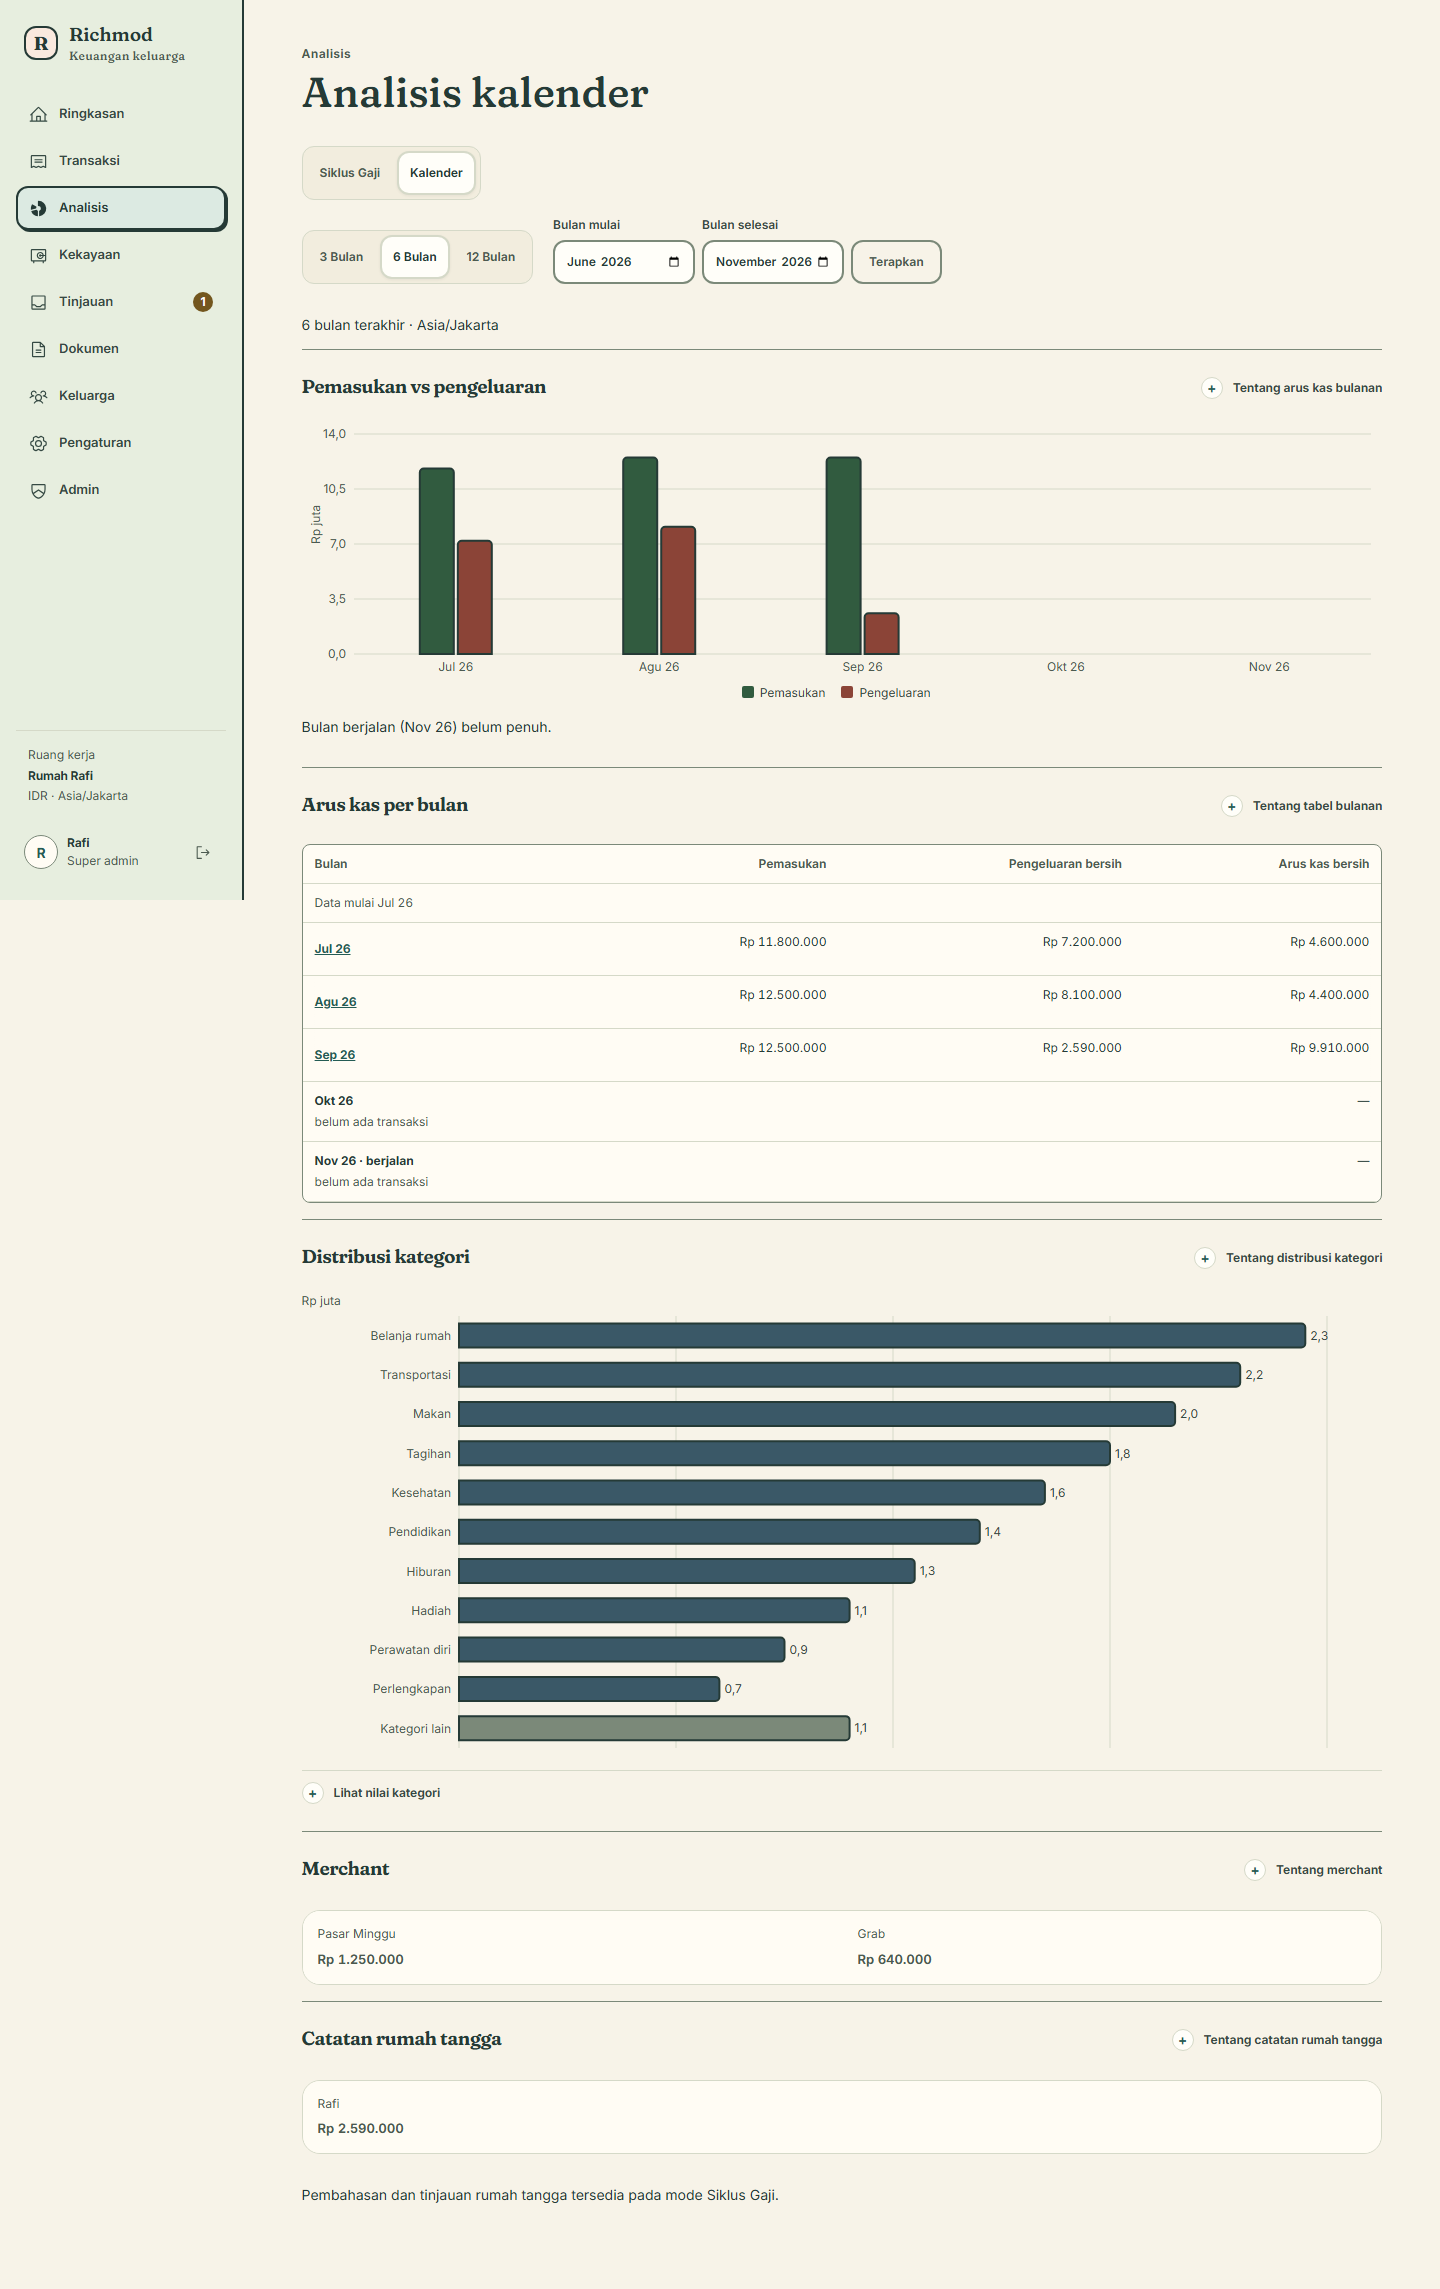 R
Richmod
Keuangan keluarga
Ringkasan
Transaksi
Analisis
Kekayaan
Tinjauan 1
Dokumen
Keluarga
Pengaturan
Admin
Ruang kerja
Rumah Rafi
IDR · Asia/Jakarta
R
Rafi
Super admin
Analisis
Analisis kalender
Siklus Gaji Kalender
3 Bulan 6 Bulan 12 Bulan
Bulan mulai
June 2026
Bulan selesai
November 2026
Terapkan
6 bulan terakhir · Asia/Jakarta
Pemasukan vs pengeluaran
+ Tentang arus kas bulanan
Rp juta
14,0
10,5
7,0
3,5
0,0
Jul 26 Agu 26 Sep 26 Okt 26 Nov 26
Pemasukan Pengeluaran
Bulan berjalan (Nov 26) belum penuh.
Arus kas per bulan
+ Tentang tabel bulanan
Bulan Pemasukan Pengeluaran bersih Arus kas bersih
Data mulai Jul 26
Jul 26 Rp 11.800.000 Rp 7.200.000 Rp 4.600.000
Agu 26 Rp 12.500.000 Rp 8.100.000 Rp 4.400.000
Sep 26 Rp 12.500.000 Rp 2.590.000 Rp 9.910.000
Okt 26 —
belum ada transaksi
Nov 26 · berjalan —
belum ada transaksi
Distribusi kategori
+ Tentang distribusi kategori
Rp juta
Belanja rumah 2,3
Transportasi 2,2
Makan 2,0
Tagihan 1,8
Kesehatan 1,6
Pendidikan 1,4
Hiburan 1,3
Hadiah 1,1
Perawatan diri 0,9
Perlengkapan 0,7
Kategori lain 1,1
+ Lihat nilai kategori
Merchant
+ Tentang merchant
Pasar Minggu
Rp 1.250.000
Grab
Rp 640.000
Catatan rumah tangga
+ Tentang catatan rumah tangga
Rafi
Rp 2.590.000
Pembahasan dan tinjauan rumah tangga tersedia pada mode Siklus Gaji.